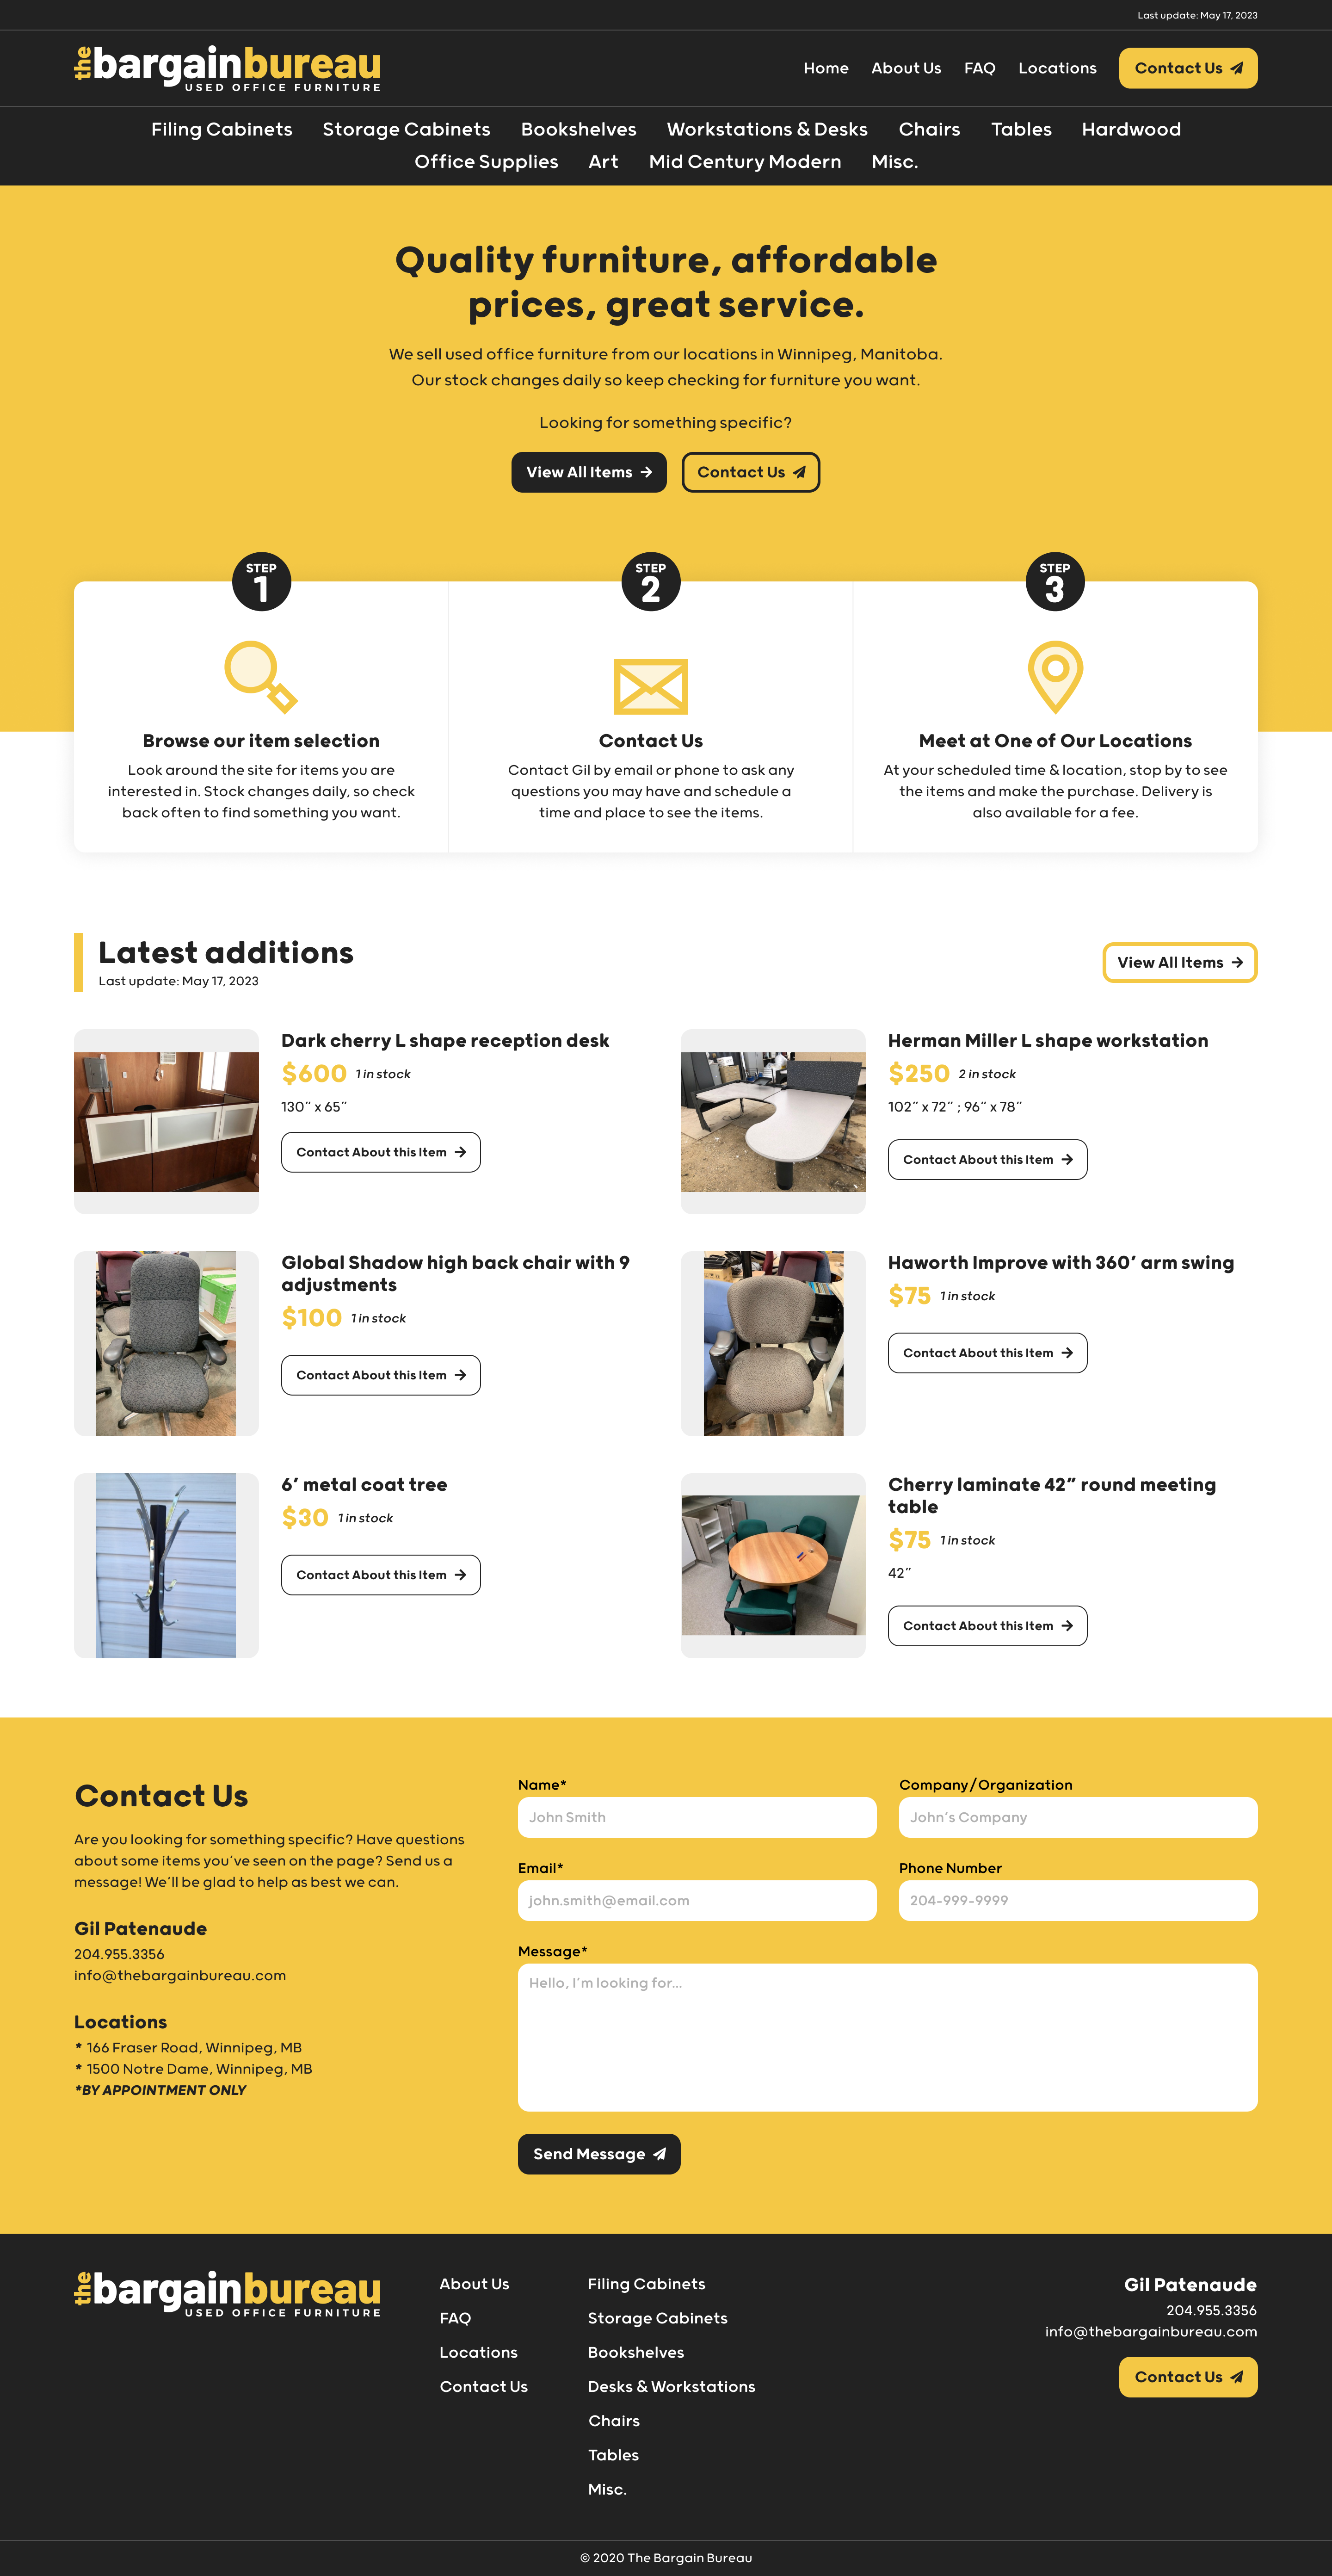 Last update: May 17, 2023
the bargainbureau
USED OFFICE FURNITURE
Home About Us FAQ Locations Contact Us
Filing Cabinets Storage Cabinets Bookshelves Workstations & Desks Chairs Tables Hardwood
Office Supplies Art Mid Century Modern Misc.
Quality furniture, affordable
prices, great service.
We sell used office furniture from our locations in Winnipeg, Manitoba.
Our stock changes daily so keep checking for furniture you want.
Looking for something specific?
View All Items Contact Us
STEP
1
Browse our item selection
Look around the site for items you are
interested in. Stock changes daily, so check
back often to find something you want.
STEP
2
Contact Us
Contact Gil by email or phone to ask any
questions you may have and schedule a
time and place to see the items.
STEP
3
Meet at One of Our Locations
At your scheduled time & location, stop by to see
the items and make the purchase. Delivery is
also available for a fee.
Latest additions
Last update: May 17, 2023
View All Items
Dark cherry L shape reception desk
$600 1 in stock
130″ x 65″
Contact About this Item
Herman Miller L shape workstation
$250 2 in stock
102″ x 72″ ; 96″ x 78″
Contact About this Item
Global Shadow high back chair with 9
adjustments
$100 1 in stock
Contact About this Item
Haworth Improve with 360′ arm swing
$75 1 in stock
Contact About this Item
6′ metal coat tree
$30 1 in stock
Contact About this Item
Cherry laminate 42″ round meeting
table
$75 1 in stock
42″
Contact About this Item
Contact Us
Are you looking for something specific? Have questions
about some items you've seen on the page? Send us a
message! We'll be glad to help as best we can.
Gil Patenaude
204.955.3356
info@thebargainbureau.com
Locations
* 166 Fraser Road, Winnipeg, MB
* 1500 Notre Dame, Winnipeg, MB
*BY APPOINTMENT ONLY
Name*
John Smith
Company/Organization
John's Company
Email*
john.smith@email.com
Phone Number
204-999-9999
Message*
Hello, I'm looking for...
Send Message
the bargainbureau
USED OFFICE FURNITURE
About Us
FAQ
Locations
Contact Us
Filing Cabinets
Storage Cabinets
Bookshelves
Desks & Workstations
Chairs
Tables
Misc.
Gil Patenaude
204.955.3356
info@thebargainbureau.com
Contact Us
© 2020 The Bargain Bureau